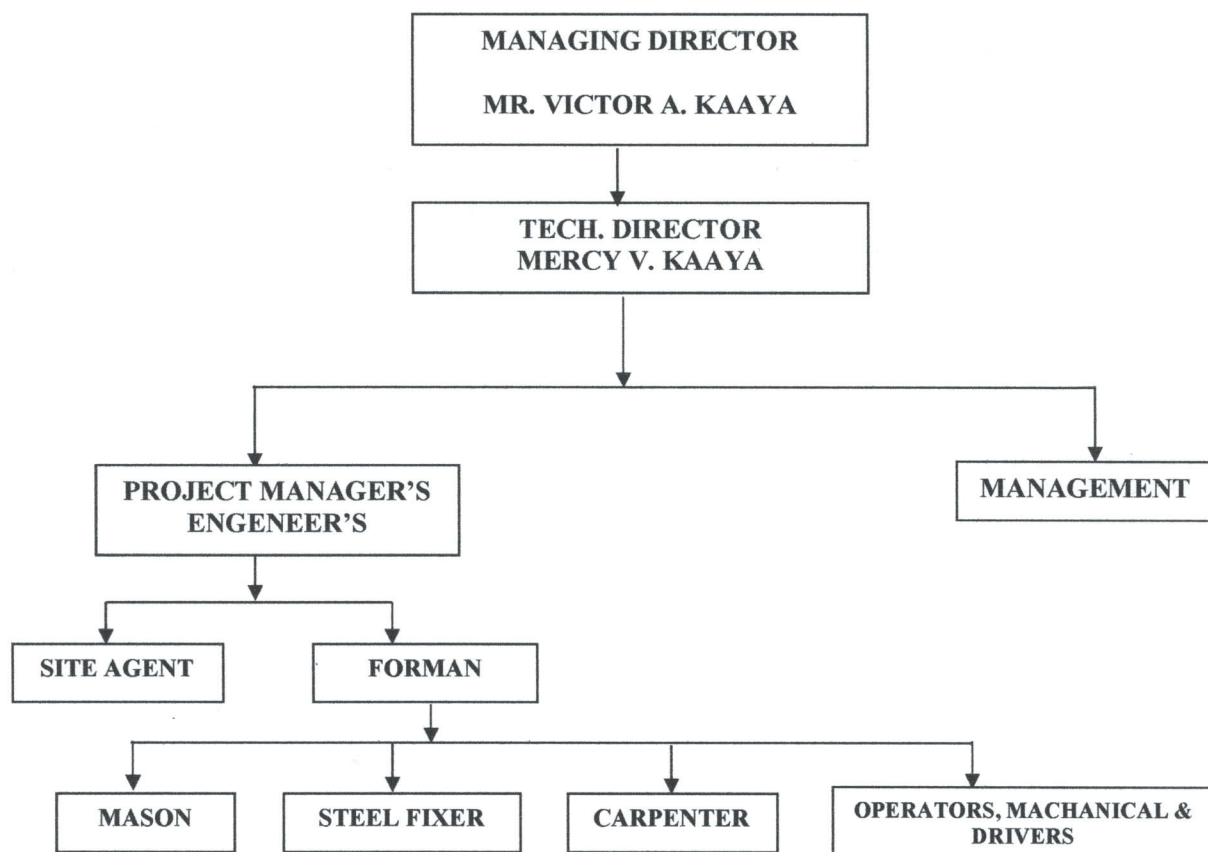 MANAGING DIRECTOR
MR. VICTOR A. KAAYA
TECH. DIRECTOR
MERCY V. KAAYA
PROJECT MANAGER’S
ENGENEER’S
MANAGEMENT
SITE AGENT
FORMAN
MASON
STEEL FIXER
CARPENTER
OPERATORS, MACHANICAL &
DRIVERS